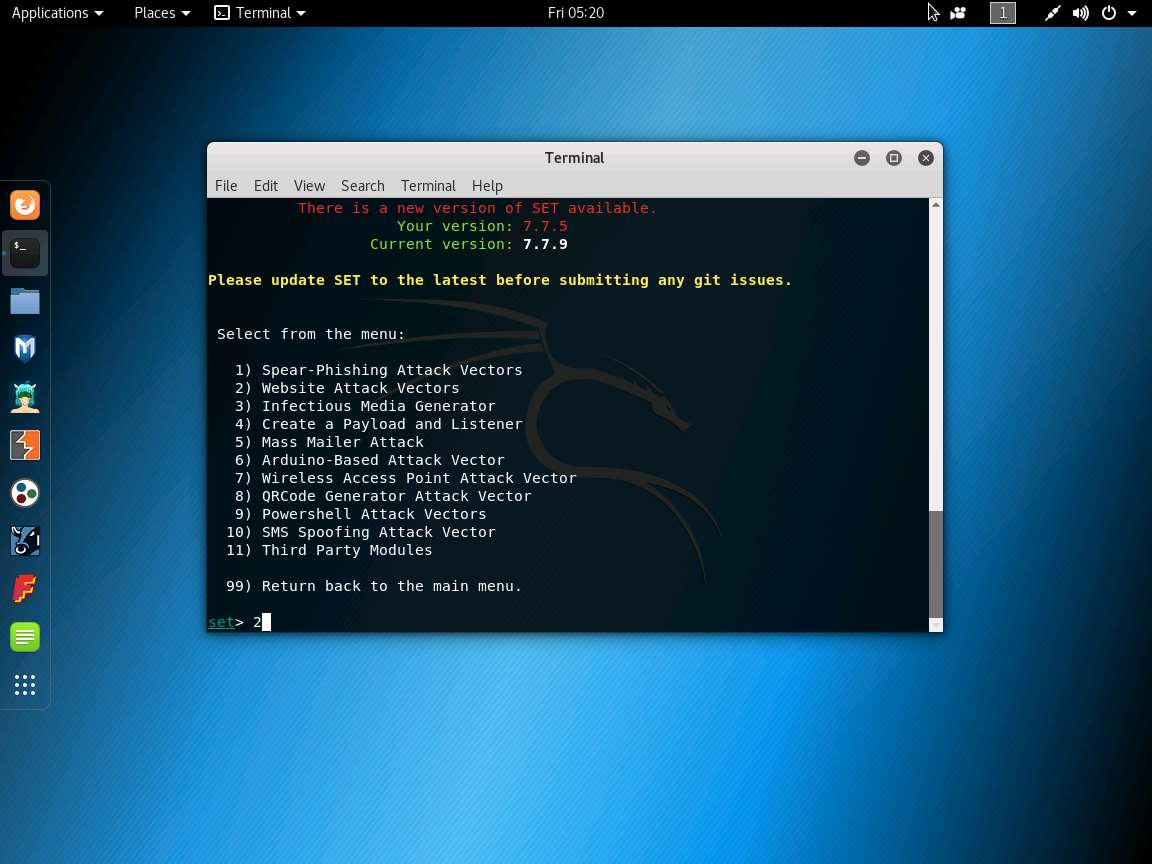 Applications Places Terminal Fri 05:20 1
Terminal
File Edit View Search Terminal Help
There is a new version of SET available.
Your version: 7.7.5
Current version: 7.7.9
Please update SET to the latest before submitting any git issues.
Select from the menu:
1) Spear-Phishing Attack Vectors
2) Website Attack Vectors
3) Infectious Media Generator
4) Create a Payload and Listener
5) Mass Mailer Attack
6) Arduino-Based Attack Vector
7) Wireless Access Point Attack Vector
8) QRCode Generator Attack Vector
9) Powershell Attack Vectors
10) SMS Spoofing Attack Vector
11) Third Party Modules
99) Return back to the main menu.
set> 2